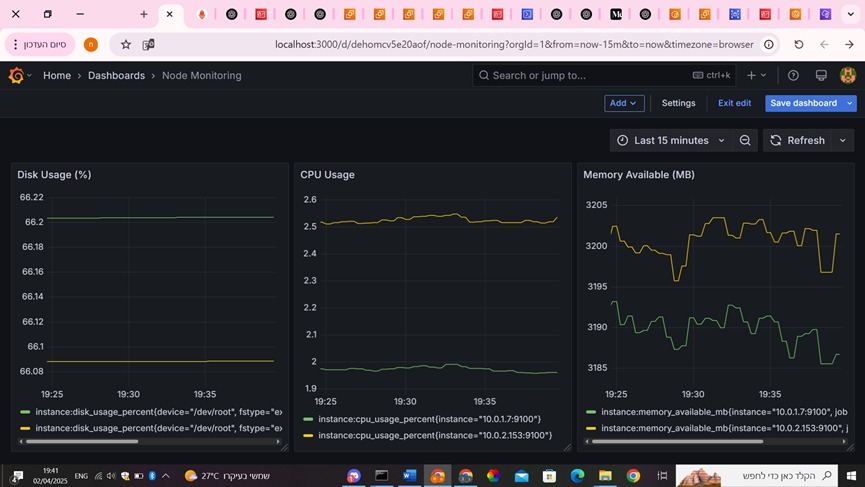 סיום העדכון
n
localhost:3000/d/dehomcv5e20aof/node-monitoring?orgId=1&from=now-15m&to=now&timezone=browser
Home › Dashboards › Node Monitoring
Search or jump to...
ctrl+k
Add
Settings
Exit edit
Save dashboard
Last 15 minutes
Refresh
Disk Usage (%)
66.22
66.2
66.18
66.16
66.14
66.12
66.1
66.08
19:25 19:30 19:35
instance:disk_usage_percent{device="/dev/root", fstype="ex
instance:disk_usage_percent{device="/dev/root", fstype="ex
CPU Usage
2.6
2.5
2.4
2.3
2.2
2.1
2
1.9
19:25 19:30 19:35
instance:cpu_usage_percent{instance="10.0.1.7:9100"}
instance:cpu_usage_percent{instance="10.0.2.153:9100"}
Memory Available (MB)
3205
3200
3195
3190
3185
19:25 19:30 19:35
instance:memory_available_mb{instance="10.0.1.7:9100", job
instance:memory_available_mb{instance="10.0.2.153:9100", j
19:41
02/04/2025
ENG
27°C
שמשי בעיקרו
הקלד כאן כדי לחפש